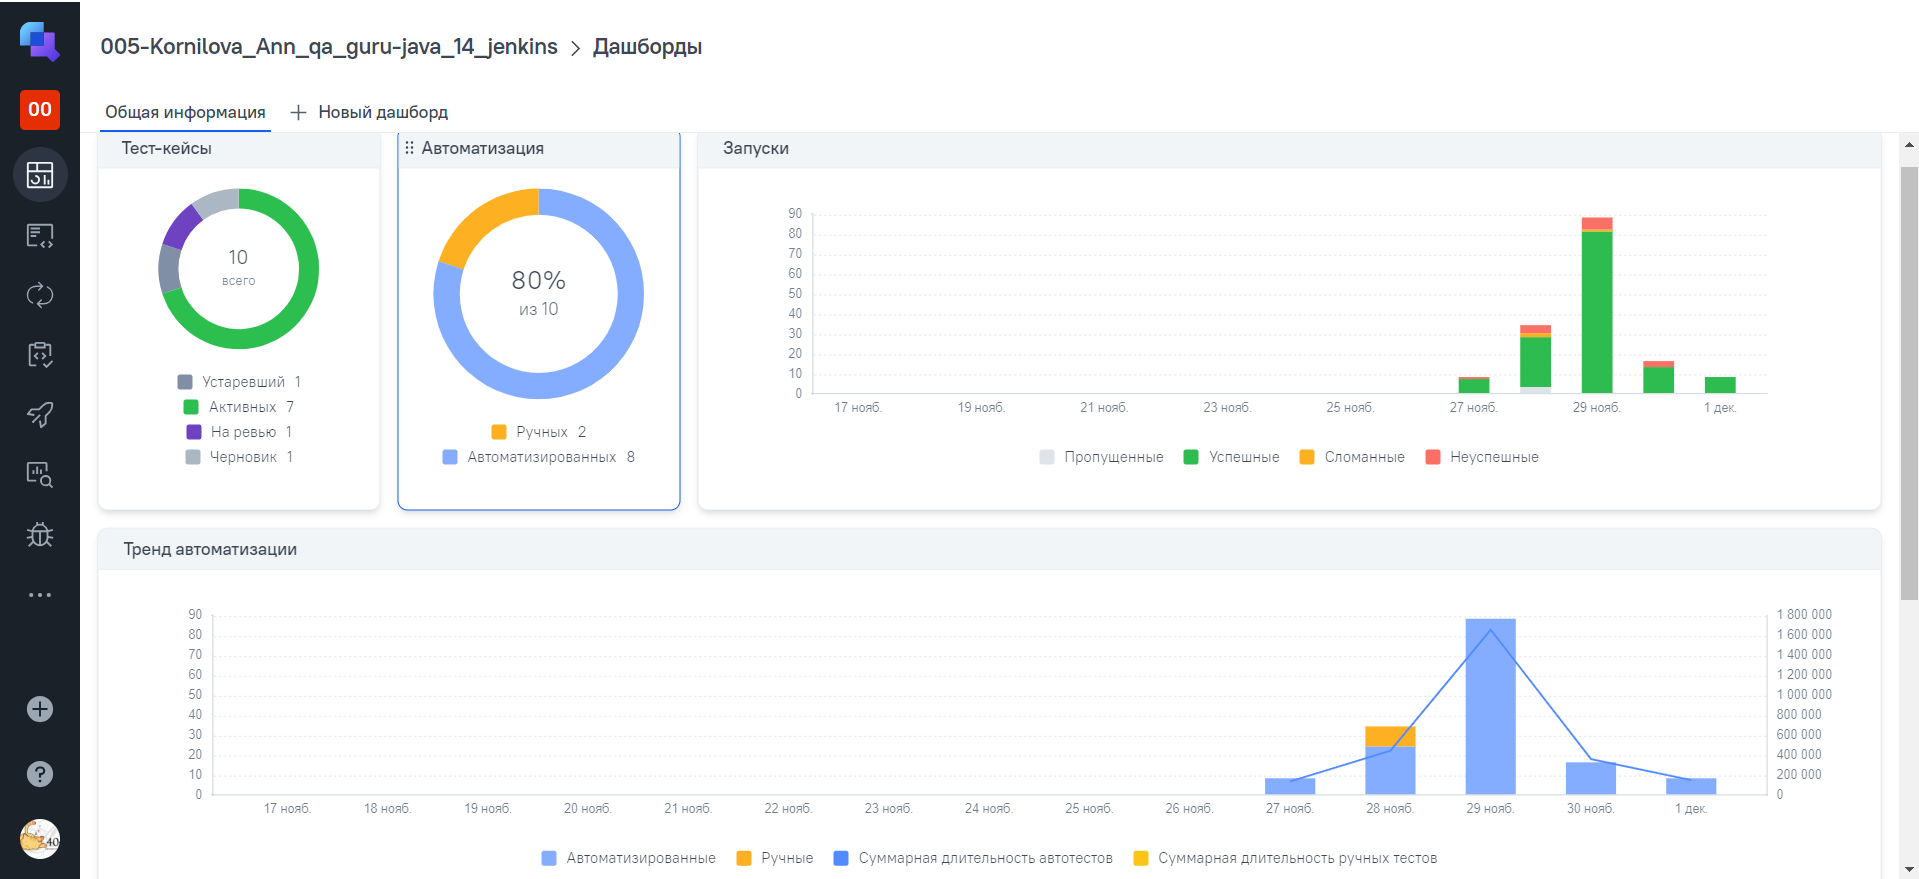 005-Kornilova_Ann_qa_guru-java_14_jenkins > Дашборды
00
Общая информация + Новый дашборд
Тест-кейсы
10
всего
Устаревший 1
Активных 7
На ревью 1
Черновик 1
Автоматизация
80%
из 10
Ручных 2
Автоматизированных 8
Запуски
90
80
70
60
50
40
30
20
10
0
17 нояб. 19 нояб. 21 нояб. 23 нояб. 25 нояб. 27 нояб. 29 нояб. 1 дек.
Пропущенные Успешные Сломанные Неуспешные
Тренд автоматизации
90 1 800 000
80 1 600 000
70 1 400 000
60 1 200 000
50 1 000 000
40 800 000
30 600 000
20 400 000
10 200 000
0 0
17 нояб. 18 нояб. 19 нояб. 20 нояб. 21 нояб. 22 нояб. 23 нояб. 24 нояб. 25 нояб. 26 нояб. 27 нояб. 28 нояб. 29 нояб. 30 нояб. 1 дек.
Автоматизированные Ручные Суммарная длительность автотестов Суммарная длительность ручных тестов
?
40